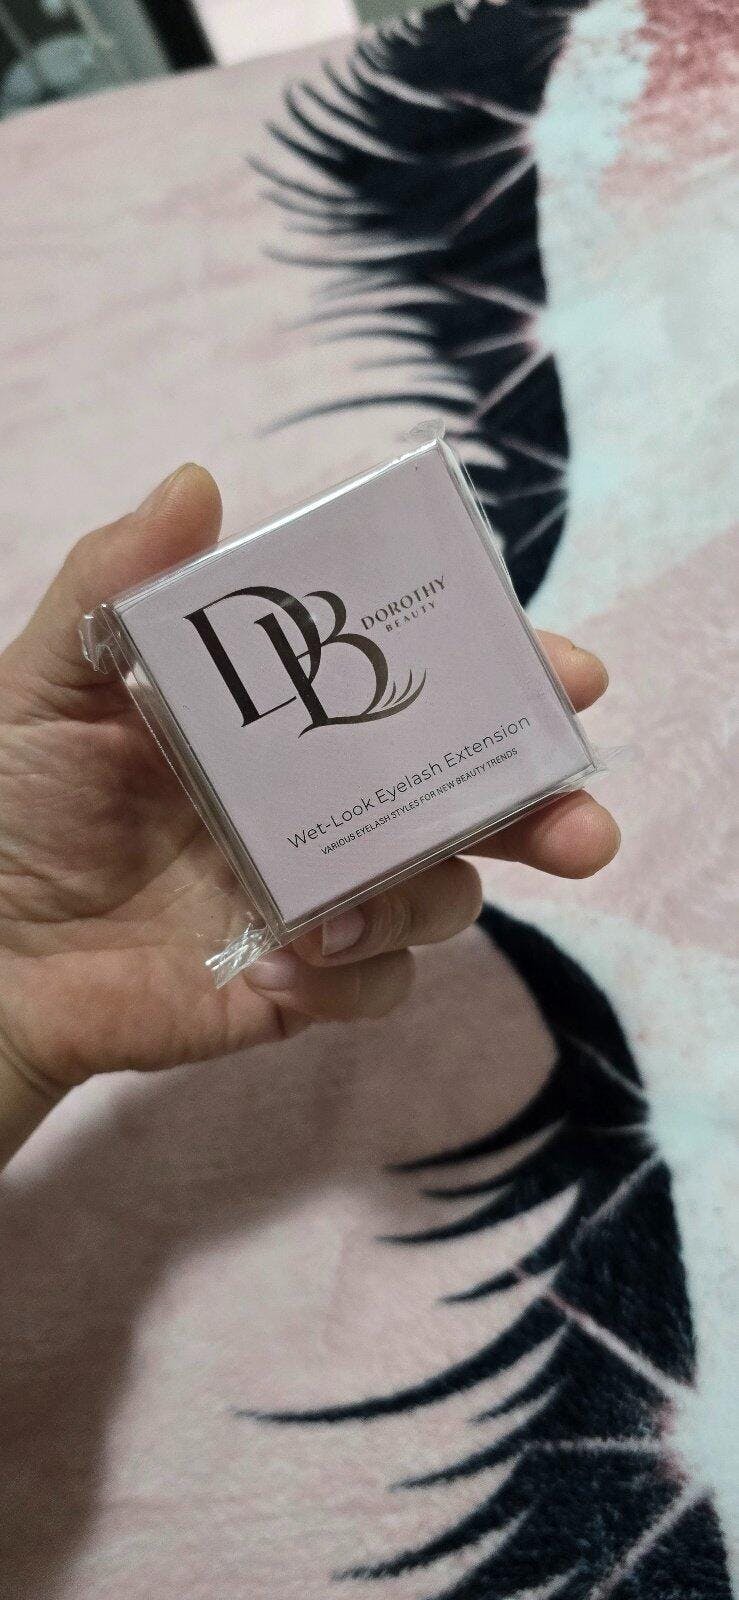 DB
DOROTHY
BEAUTY
Wet-Look Eyelash Extension
VARIOUS EYELASH STYLES FOR NEW BEAUTY TRENDS